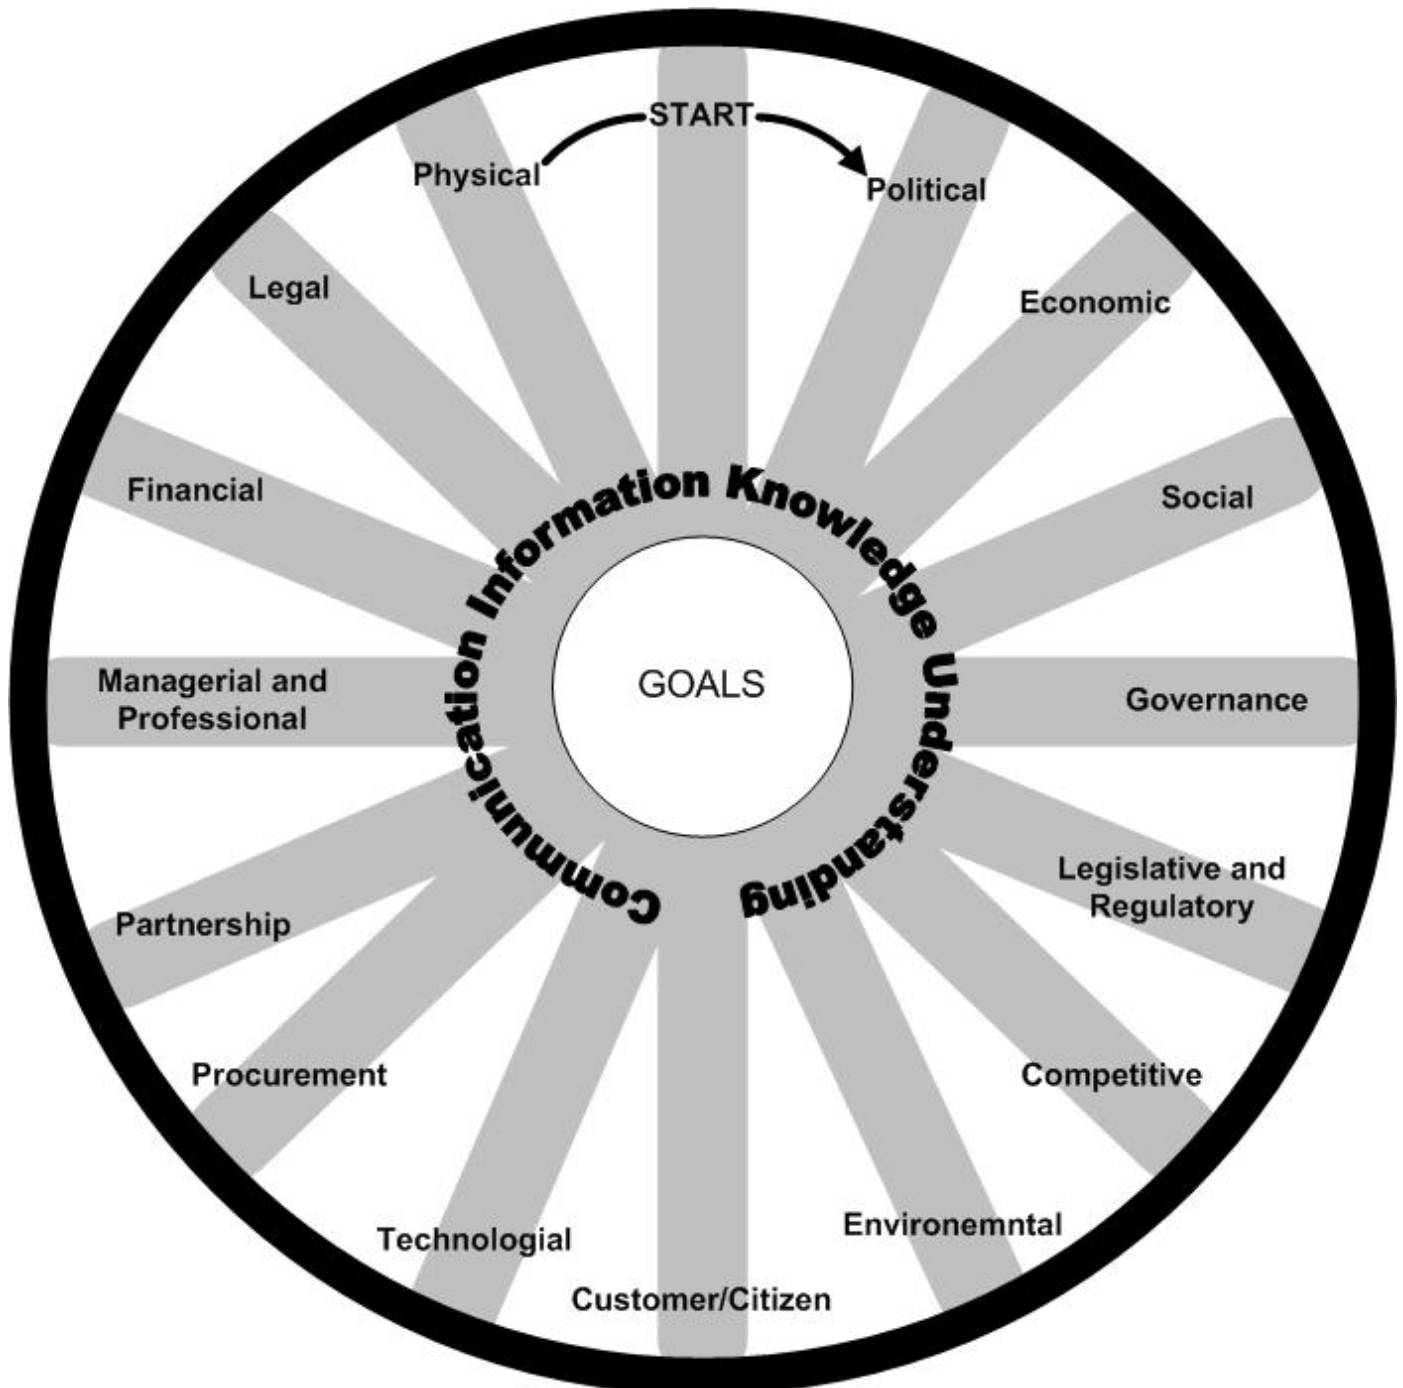 START
Political
Economic
Social
Governance
Legislative and
Regulatory
Competitive
Environemntal
Customer/Citizen
Technologial
Procurement
Partnership
Managerial and
Professional
Financial
Legal
Physical
Communication Information Knowledge Understanding
GOALS